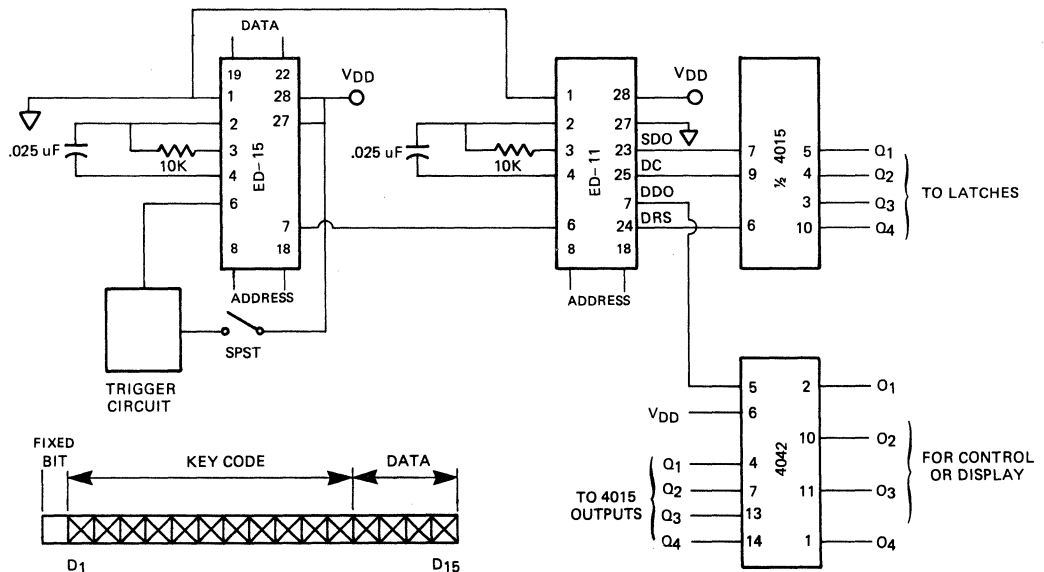 DATA
19 22
1 28
2 27
3
4
6
7
8 18
ED-15
.025 uF
10K
VDD
ADDRESS
SPST
TRIGGER
CIRCUIT
1 28
2 27
3 23
4 25
7
6 24
8 18
ED-11
.025 uF
10K
VDD
SDO
DC
DDO
DRS
ADDRESS
7 5
9 4
3
6 10
½ 4015
Q1
Q2
Q3
Q4
TO LATCHES
5 2
6
10
4
7
11
13
14 1
4042
VDD
Q1
Q2
Q3
Q4
TO 4015
OUTPUTS
O1
O2
O3
O4
FOR CONTROL
OR DISPLAY
FIXED
BIT
KEY CODE
DATA
D1
D15